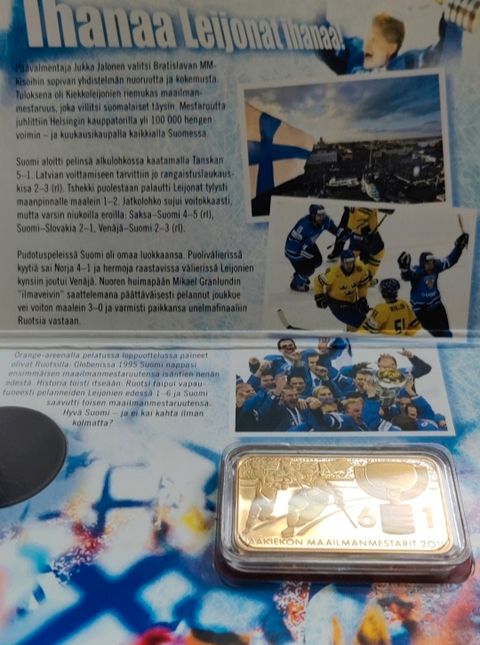 Ihanaa Leijonat Ihanaa!
Päävalmentaja Jukka Jalonen valitsi Bratislavan MM-
kisoihin sopivan yhdistelmän nuoruutta ja kokemusta.
Tuloksena oli Kiekkoleijonien riemukas maailman-
mestaruus, joka villitsi suomalaiset täysin. Mestaruutta
juhlittiin Helsingin kauppatorilla yli 100 000 hengen
voimin – ja kuukausikaupalla kaikkialla Suomessa.
Suomi aloitti pelinsä alkulohkossa kaatamalla Tanskan
5–1. Latvian voittamiseen tarvittiin jo rangaistuslaukaus-
kisa 2–3 (rl). Tshekki puolestaan palautti Leijonat tylysti
maanpinnalle maalein 1–2. Jatkolohko sujui voitokkaasti,
mutta varsin niukoilla eroilla: Saksa–Suomi 4–5 (rl),
Suomi–Slovakia 2–1, Venäjä–Suomi 2–3 (rl).
Pudotuspeleissä Suomi oli omaa luokkaansa. Puolivälierissä
kyytiä sai Norja 4–1 ja hermoja raastavissa välierissä Leijonien
kynsiin joutui Venäjä. Nuoren huimapään Mikael Granlundin
"ilmaveivin" saattelemana päättäväisesti pelannut joukkue
vei voiton maalein 3–0 ja varmisti paikkansa unelmafinaaliin
Ruotsia vastaan.
Orange-areenalla pelatussa loppuottelussa paineet
olivat Ruotsilla. Globenissa 1995 Suomi nappasi
ensimmäisen maailmanmestaruutensa isäntien nenän
edestä. Historia toisti itseään: Ruotsi taipui vapau-
tuneesti pelanneiden Leijonien edessä 1–6 ja Suomi
saavutti toisen maailmanmestaruutensa.
Hyvä Suomi – ja ei kai kahta ilman
kolmatta?
51
6 1
JÄÄKIEKON MAAILMANMESTARIT 2011